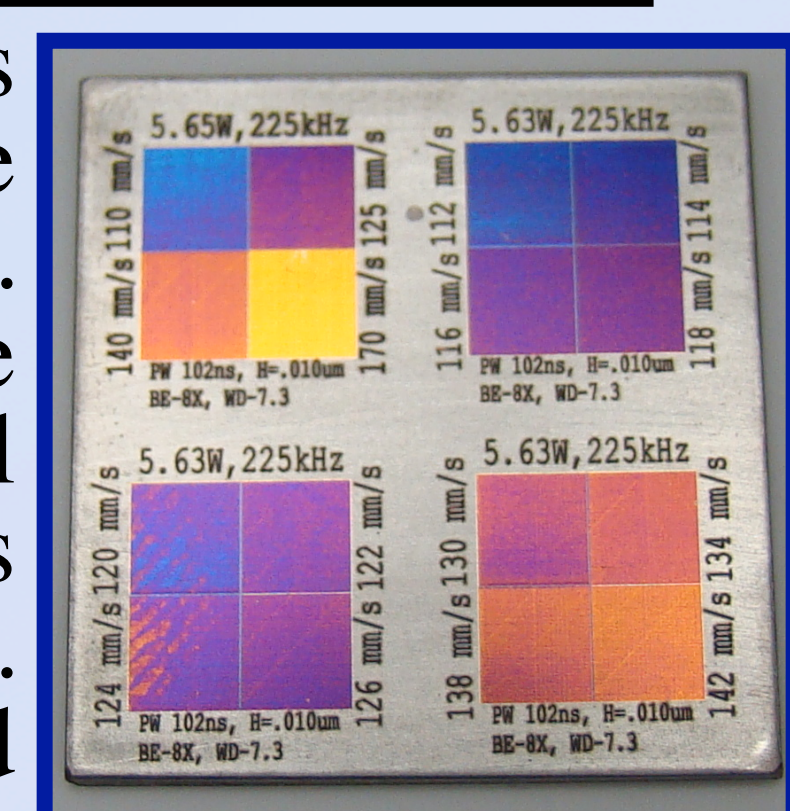 s
e
.
e
d
s
.
d
5.65W,225kHz
110 mm/s
125 mm/s
140 mm/s
170 mm/s
PW 102ns, H=.010um
BE-8X, WD-7.3
5.63W,225kHz
112 mm/s
114 mm/s
116 mm/s
118 mm/s
PW 102ns, H=.010um
BE-8X, WD-7.3
5.63W,225kHz
120 mm/s
122 mm/s
124 mm/s
126 mm/s
PW 102ns, H=.010um
BE-8X, WD-7.3
5.63W,225kHz
130 mm/s
134 mm/s
138 mm/s
142 mm/s
PW 102ns, H=.010um
BE-8X, WD-7.3